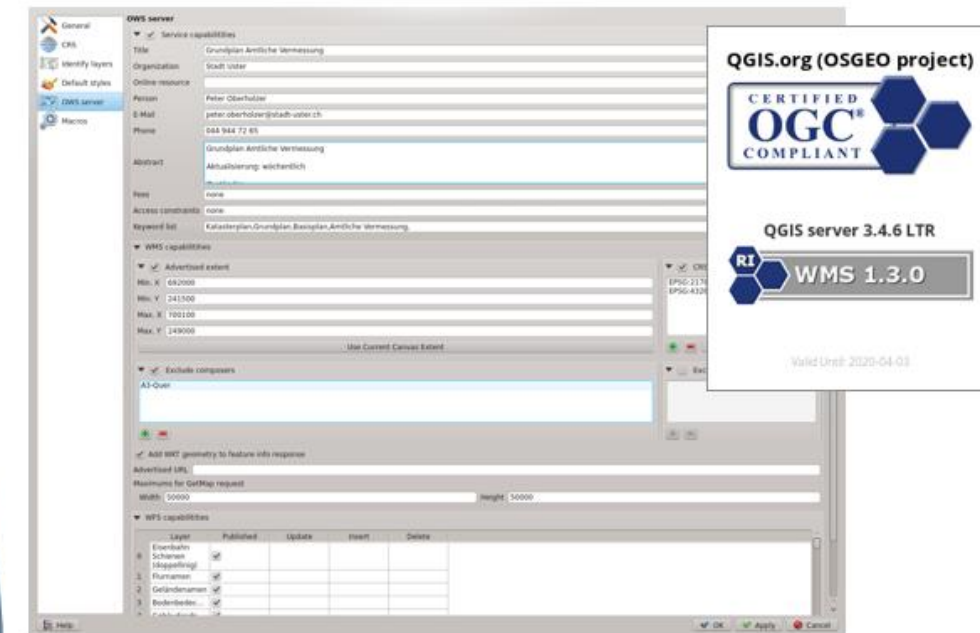 General
CRS
Identify layers
Default styles
OWS server
Macros
OWS server
Service capabilities
Title Grundplan Amtliche Vermessung
Organization Stadt Uster
Online resource
Person Peter Oberholzer
E-Mail peter.oberholzer@stadt-uster.ch
Phone 044 944 72 65
Abstract
Grundplan Amtliche Vermessung
Aktualisierung: wöchentlich
Fees none
Access constraints none
Keyword list Katasterplan,Grundplan,Basisplan,Amtliche Vermessung,
WMS capabilities
Advertised extent
Min. X 692000
Min. Y 241500
Max. X 700100
Max. Y 249000
Use Current Canvas Extent
Exclude composers
A3-Quer
Add WKT geometry to feature info response
Advertised URL
Maximums for GetMap request
Width 50000 Height 50000
WFS capabilities
Layer Published Update Insert Delete
0 Eisenbahn
Schienen
(doppellinig)
1 Flurnamen
2 Geländenamen
3 Bodenbedec...
Help
OK Apply Cancel
QGIS.org (OSGEO project)
CERTIFIED
OGC®
COMPLIANT
QGIS server 3.4.6 LTR
RI WMS 1.3.0
Valid Until: 2020-04-03